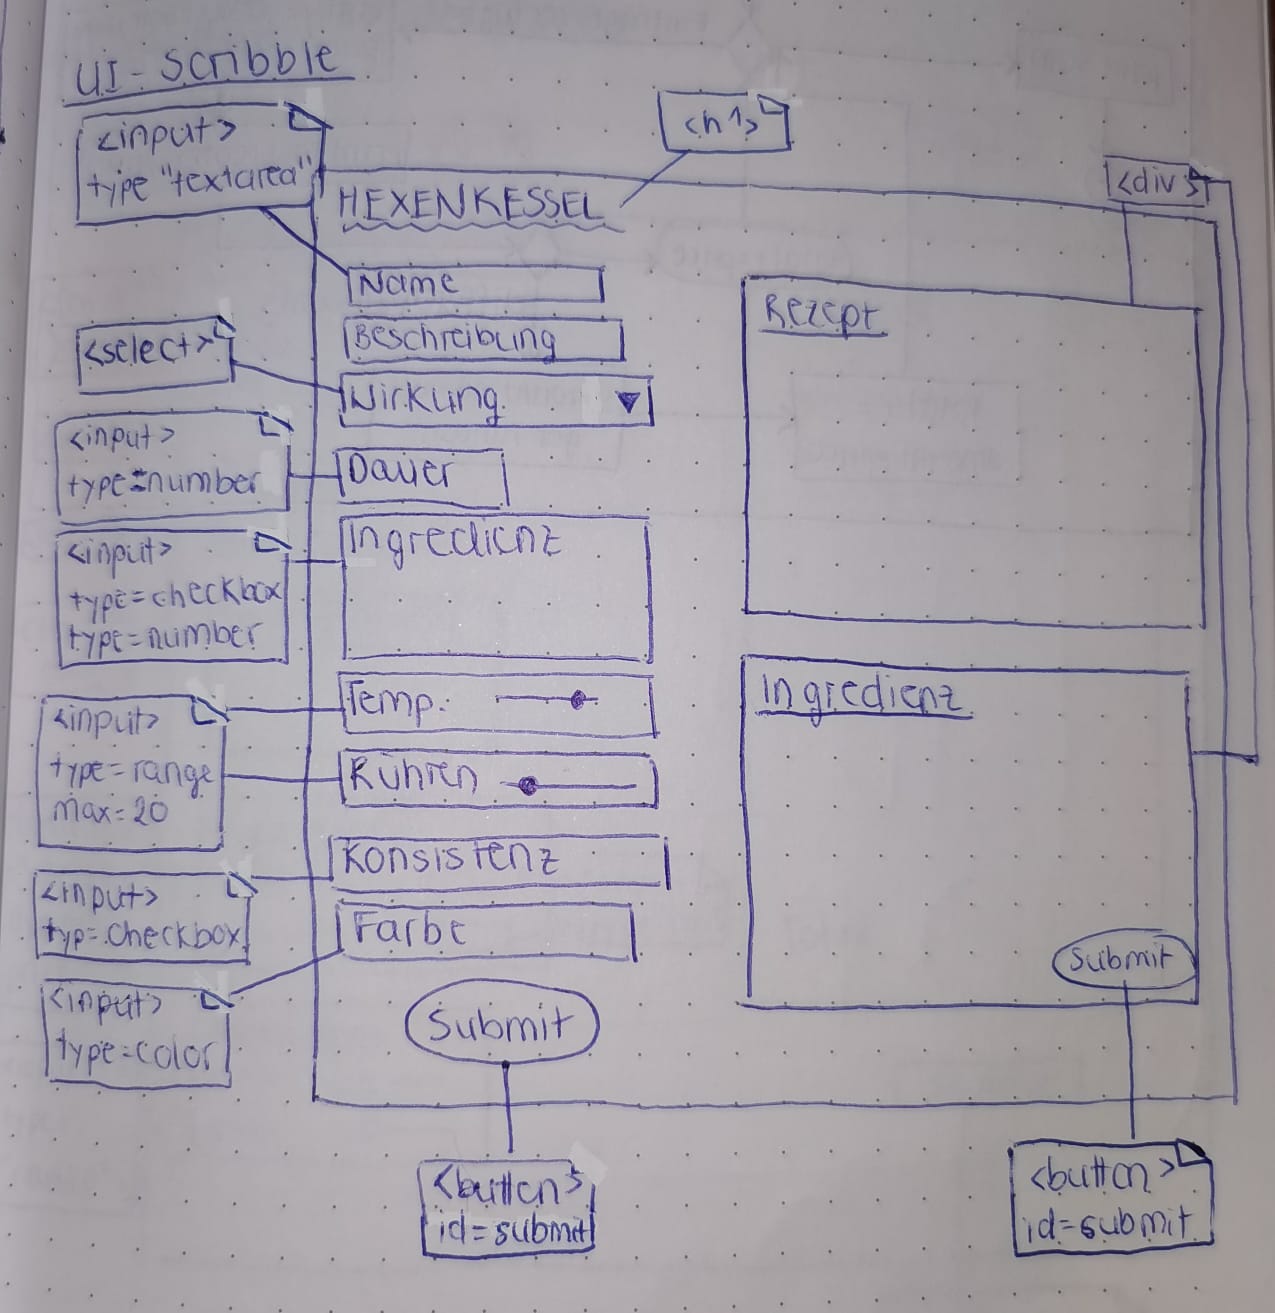 UI-Scribble
<input>
type "textarea"
<h1>
<div>
HEXENKESSEL
Name
Beschreibung
<select>
Wirkung
<input>
type=number
Dauer
<input>
type=checkbox
type=number
Ingredienz
<input>
type=range
max=20
Temp.
Rühren
<input>
typ=checkbox
Konsistenz
<input>
type=color
Farbe
Submit
<button>
id=submit
Rezept
Ingredienz
Submit
<button>
id=submit